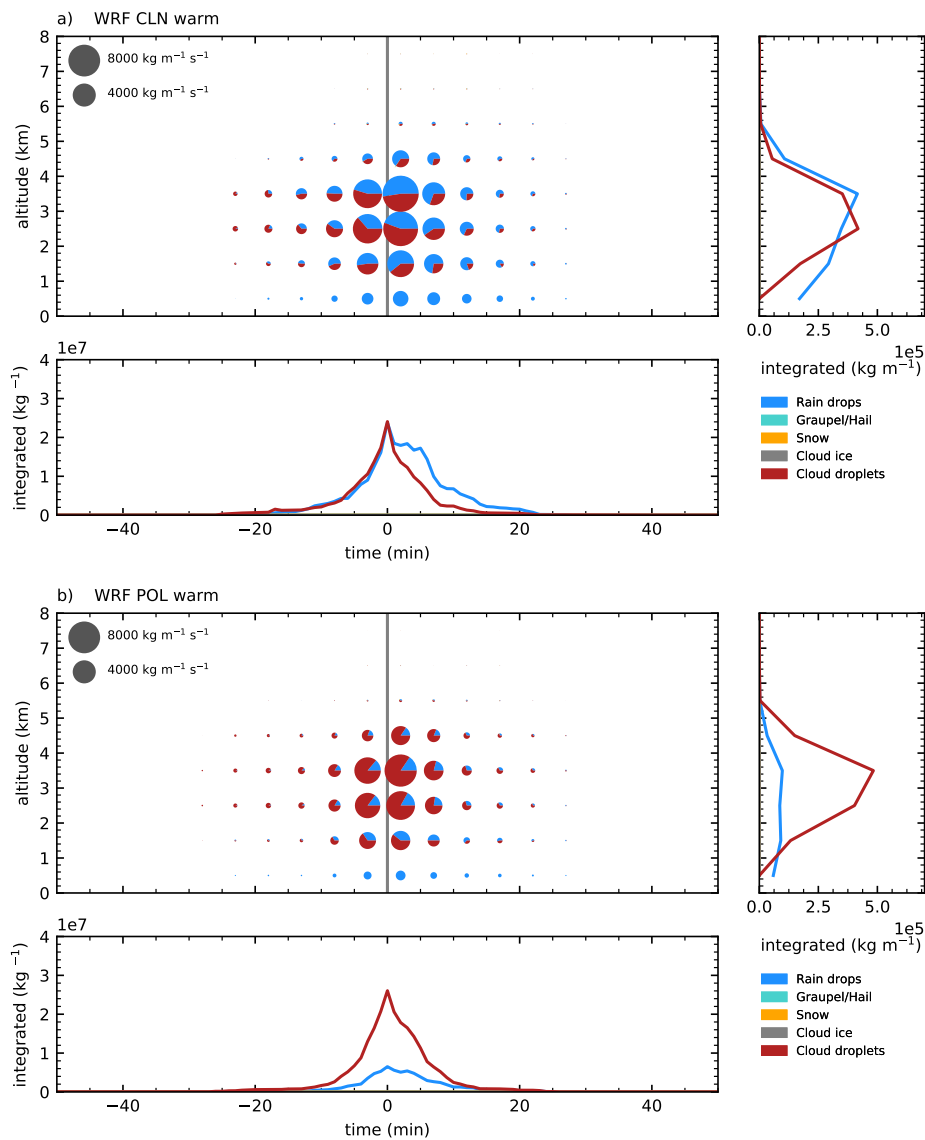 a) WRF CLN warm
8000 kg m⁻¹ s⁻¹
4000 kg m⁻¹ s⁻¹
altitude (km)
8
7
6
5
4
3
2
1
0
0.0 2.5 5.0
1e5
integrated (kg m⁻¹)
Rain drops
Graupel/Hail
Snow
Cloud ice
Cloud droplets
1e7
integrated (kg ⁻¹)
4
3
2
1
0
−40 −20 0 20 40
time (min)
b) WRF POL warm
8000 kg m⁻¹ s⁻¹
4000 kg m⁻¹ s⁻¹
altitude (km)
8
7
6
5
4
3
2
1
0
0.0 2.5 5.0
1e5
integrated (kg m⁻¹)
Rain drops
Graupel/Hail
Snow
Cloud ice
Cloud droplets
1e7
integrated (kg ⁻¹)
4
3
2
1
0
−40 −20 0 20 40
time (min)